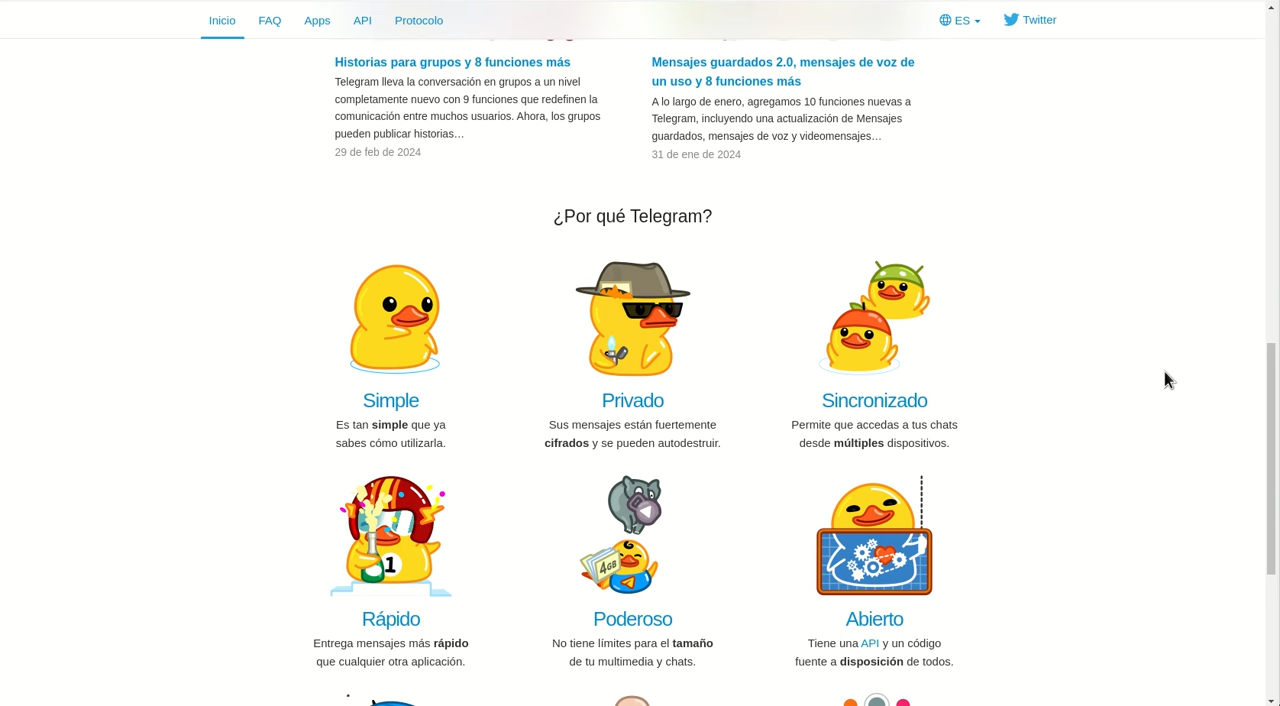 Inicio FAQ Apps API Protocolo ES Twitter
Historias para grupos y 8 funciones más
Telegram lleva la conversación en grupos a un nivel
completamente nuevo con 9 funciones que redefinen la
comunicación entre muchos usuarios. Ahora, los grupos
pueden publicar historias…
29 de feb de 2024
Mensajes guardados 2.0, mensajes de voz de
un uso y 8 funciones más
A lo largo de enero, agregamos 10 funciones nuevas a
Telegram, incluyendo una actualización de Mensajes
guardados, mensajes de voz y videomensajes…
31 de ene de 2024
¿Por qué Telegram?
Simple
Es tan simple que ya
sabes cómo utilizarla.
Privado
Sus mensajes están fuertemente
cifrados y se pueden autodestruir.
Sincronizado
Permite que accedas a tus chats
desde múltiples dispositivos.
1
Rápido
Entrega mensajes más rápido
que cualquier otra aplicación.
4GB
Poderoso
No tiene límites para el tamaño
de tu multimedia y chats.
Abierto
Tiene una API y un código
fuente a disposición de todos.